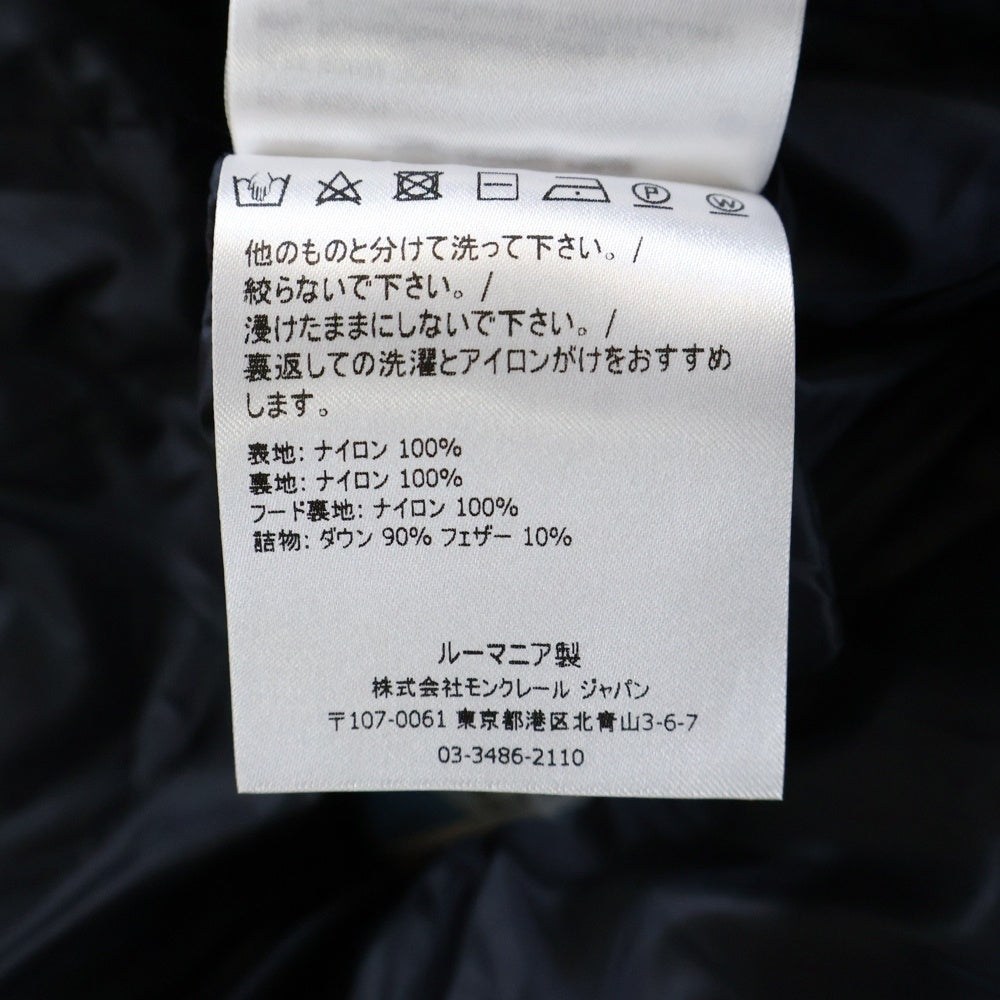 P
W
他のものと分けて洗って下さい。/
絞らないで下さい。/
浸けたままにしないで下さい。/
裏返しての洗濯とアイロンがけをおすすめ
します。
表地: ナイロン 100%
裏地: ナイロン 100%
フード裏地: ナイロン 100%
詰物: ダウン 90% フェザー 10%
ルーマニア製
株式会社モンクレール ジャパン
〒107-0061 東京都港区北青山3-6-7
03-3486-2110